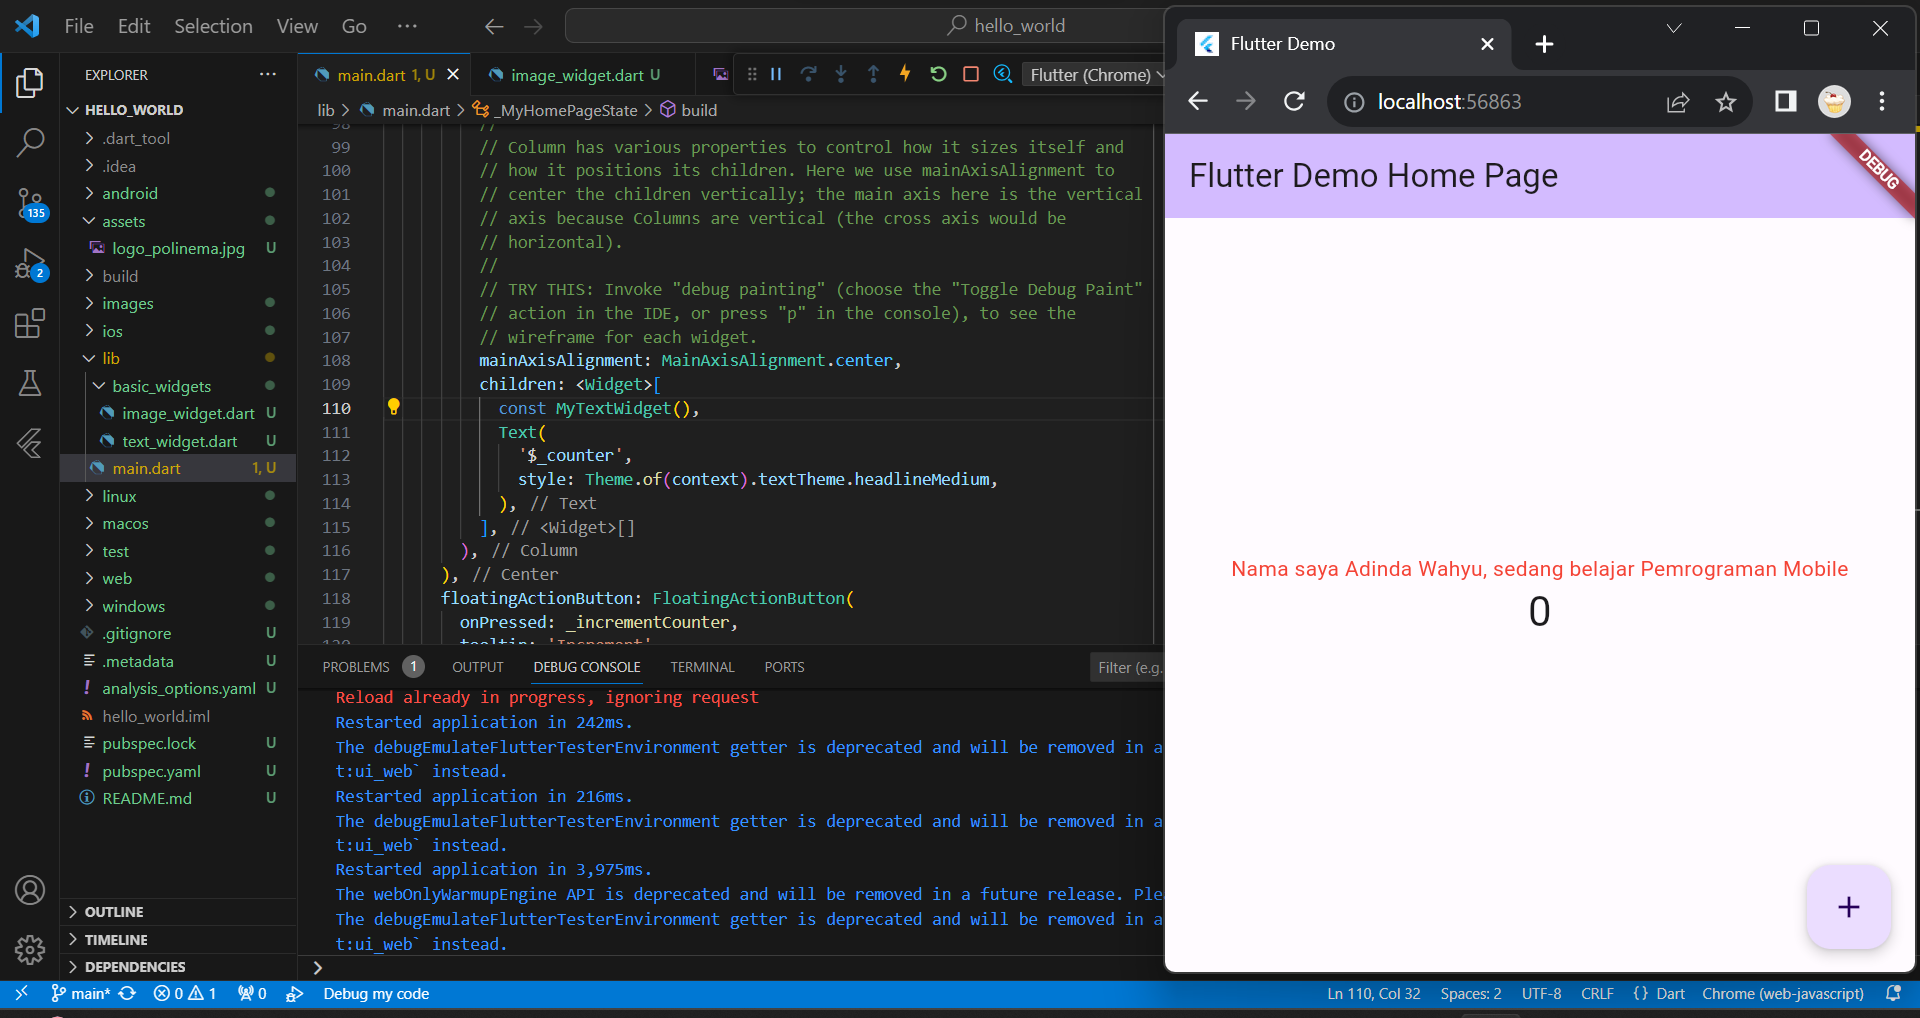 File Edit Selection View Go ··· hello_world
EXPLORER ···
HELLO_WORLD
.dart_tool
.idea
android
assets
logo_polinema.jpg U
build
images
ios
lib
basic_widgets
image_widget.dart U
text_widget.dart U
main.dart 1, U
linux
macos
test
web
windows
.gitignore U
.metadata U
analysis_options.yaml U
hello_world.iml
pubspec.lock U
pubspec.yaml U
README.md U
OUTLINE
TIMELINE
DEPENDENCIES
135
2
main.dart 1, U image_widget.dart U Flutter (Chrome)
lib > main.dart > _MyHomePageState > build
98 //
99 // Column has various properties to control how it sizes itself and
100 // how it positions its children. Here we use mainAxisAlignment to
101 // center the children vertically; the main axis here is the vertical
102 // axis because Columns are vertical (the cross axis would be
103 // horizontal).
104 //
105 // TRY THIS: Invoke "debug painting" (choose the "Toggle Debug Paint"
106 // action in the IDE, or press "p" in the console), to see the
107 // wireframe for each widget.
108 mainAxisAlignment: MainAxisAlignment.center,
109 children: <Widget>[
110 const MyTextWidget(),
111 Text(
112 '$_counter',
113 style: Theme.of(context).textTheme.headlineMedium,
114 ), // Text
115 ], // <Widget>[]
116 ), // Column
117 ), // Center
118 floatingActionButton: FloatingActionButton(
119 onPressed: _incrementCounter,
120 tooltip: 'Increment',
PROBLEMS 1 OUTPUT DEBUG CONSOLE TERMINAL PORTS Filter (e.g.
Reload already in progress, ignoring request
Restarted application in 242ms.
The debugEmulateFlutterTesterEnvironment getter is deprecated and will be removed in a
t:ui_web` instead.
Restarted application in 216ms.
The debugEmulateFlutterTesterEnvironment getter is deprecated and will be removed in a
t:ui_web` instead.
Restarted application in 3,975ms.
The webOnlyWarmupEngine API is deprecated and will be removed in a future release. Ple
The debugEmulateFlutterTesterEnvironment getter is deprecated and will be removed in a
t:ui_web` instead.
>
main* 0 1 0 Debug my code Ln 110, Col 32 Spaces: 2 UTF-8 CRLF {} Dart Chrome (web-javascript)
Flutter Demo
localhost:56863
Flutter Demo Home Page
DEBUG
Nama saya Adinda Wahyu, sedang belajar Pemrograman Mobile
0
+